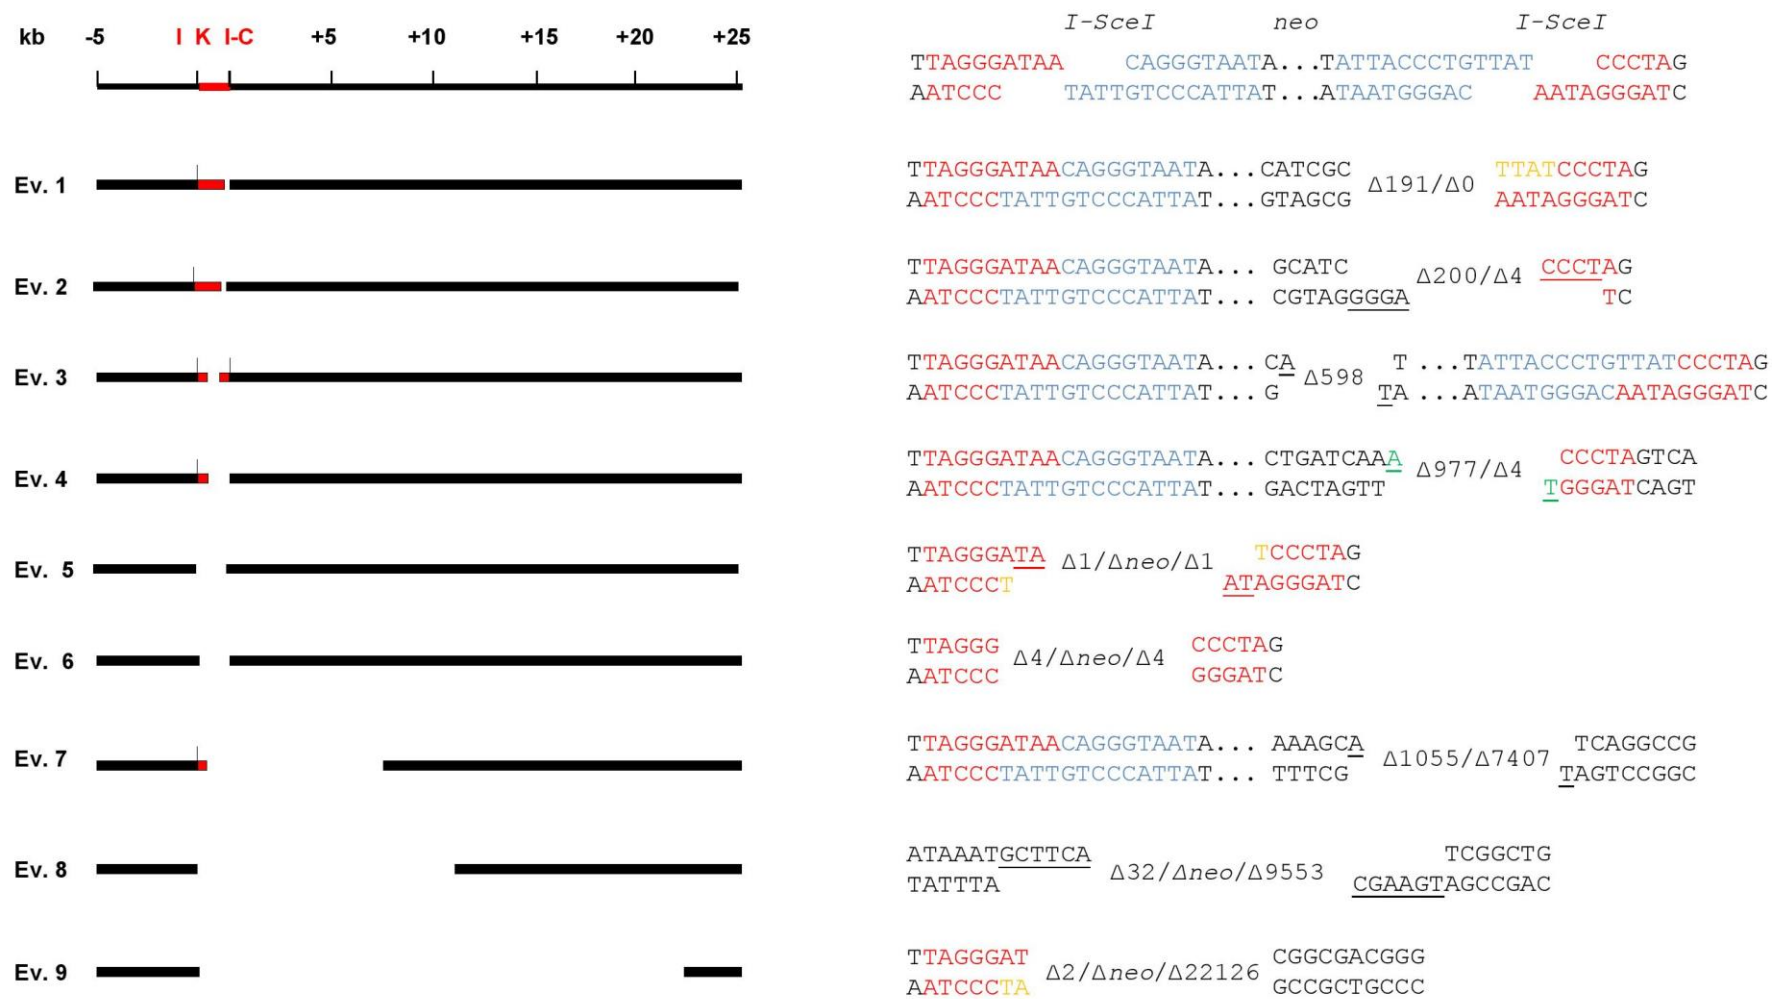 kb -5 I K I-C +5 +10 +15 +20 +25
I-SceI neo I-SceI
TTAGGGATAA CAGGGTAATA...TATTACCCTGTTAT CCCTAG
AATCCC TATTGTCCCATTAT...ATAATGGGAC AATAGGGATC
Ev. 1
TTAGGGATAACAGGGTAATA...CATCGC Δ191/Δ0 TTATCCCTAG
AATCCCTATTGTCCCATTAT...GTAGCG AATAGGGATC
Ev. 2
TTAGGGATAACAGGGTAATA... GCATC Δ200/Δ4 CCCTAG
AATCCCTATTGTCCCATTAT... CGTAGGGGA TC
Ev. 3
TTAGGGATAACAGGGTAATA... CA Δ598 T ...TATTACCCTGTTATCCCTAG
AATCCCTATTGTCCCATTAT... G TA ...ATAATGGGACAATAGGGATC
Ev. 4
TTAGGGATAACAGGGTAATA...CTGATCAAA Δ977/Δ4 CCCTAGTCA
AATCCCTATTGTCCCATTAT...GACTAGTT TGGGATCAGT
Ev. 5
TTAGGGATA Δ1/Δneo/Δ1 TCCCTAG
AATCCCT ATAGGGATC
Ev. 6
TTAGGG Δ4/Δneo/Δ4 CCCTAG
AATCCC GGGATC
Ev. 7
TTAGGGATAACAGGGTAATA... AAAGCA Δ1055/Δ7407 TCAGGCCG
AATCCCTATTGTCCCATTAT... TTTCG TAGTCCGGC
Ev. 8
ATAAATGCTTCA Δ32/Δneo/Δ9553 TCGGCTG
TATTTA CGAAGTAGCCGAC
Ev. 9
TTAGGGAT Δ2/Δneo/Δ22126 CGGCGACGGG
AATCCCTA GCCGCTGCCC